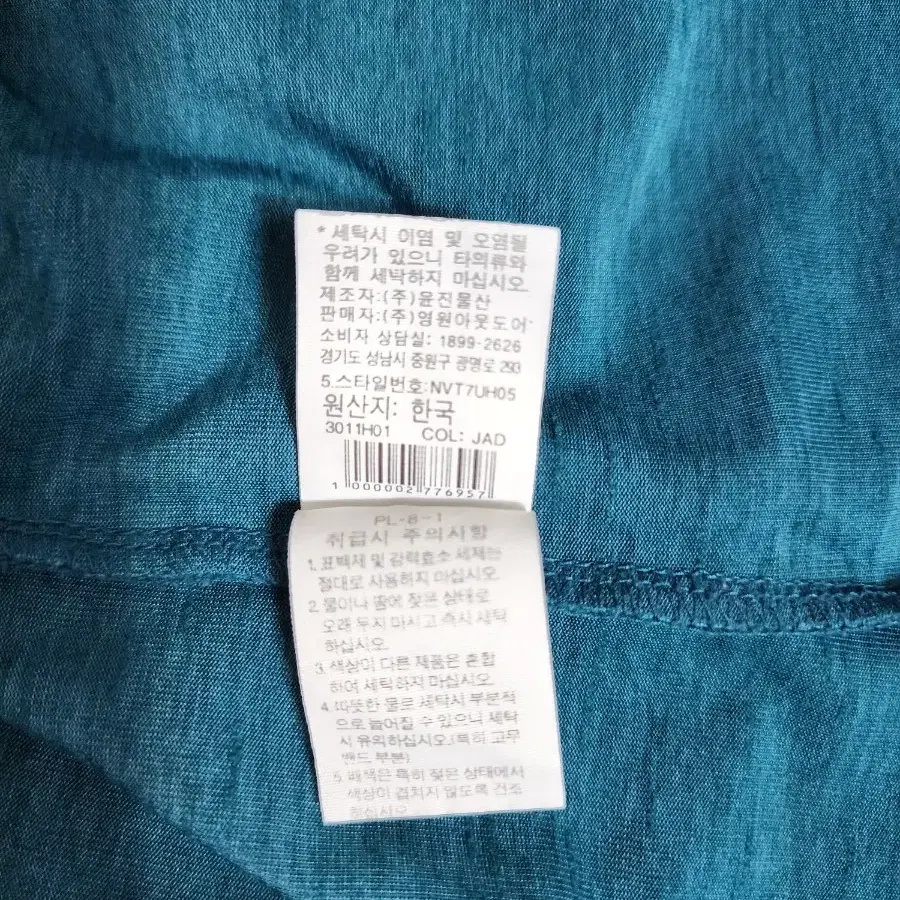 * 세탁시 이염 및 오염될
우려가 있으니 타의류와
함께 세탁하지 마십시오.
제조자:(주)윤진물산
판매자:(주)영원아웃도어
소비자 상담실: 1899-2626
경기도 성남시 중원구 광명로 293
5.스타일번호:NVT7UH05
원산지: 한국
3011H01 COL: JAD
1 000002 776957
PL-8-1
취급시 주의사항
1. 표백제 및 강력효소 세제는
절대로 사용하지 마십시오.
2. 물이나 땀에 젖은 상태로
오래 두지 마시고 즉시 세탁
하십시오.
3. 색상이 다른 제품은 혼합
하여 세탁하지 마십시오.
4. 따뜻한 물로 세탁시 부분적
으로 늘어질 수 있으니 세탁
시 유의하십시오.(특히 고무
밴드 부분)
5. 배색은 특히 젖은 상태에서
색상이 겹치지 않도록 건조
하십시오.